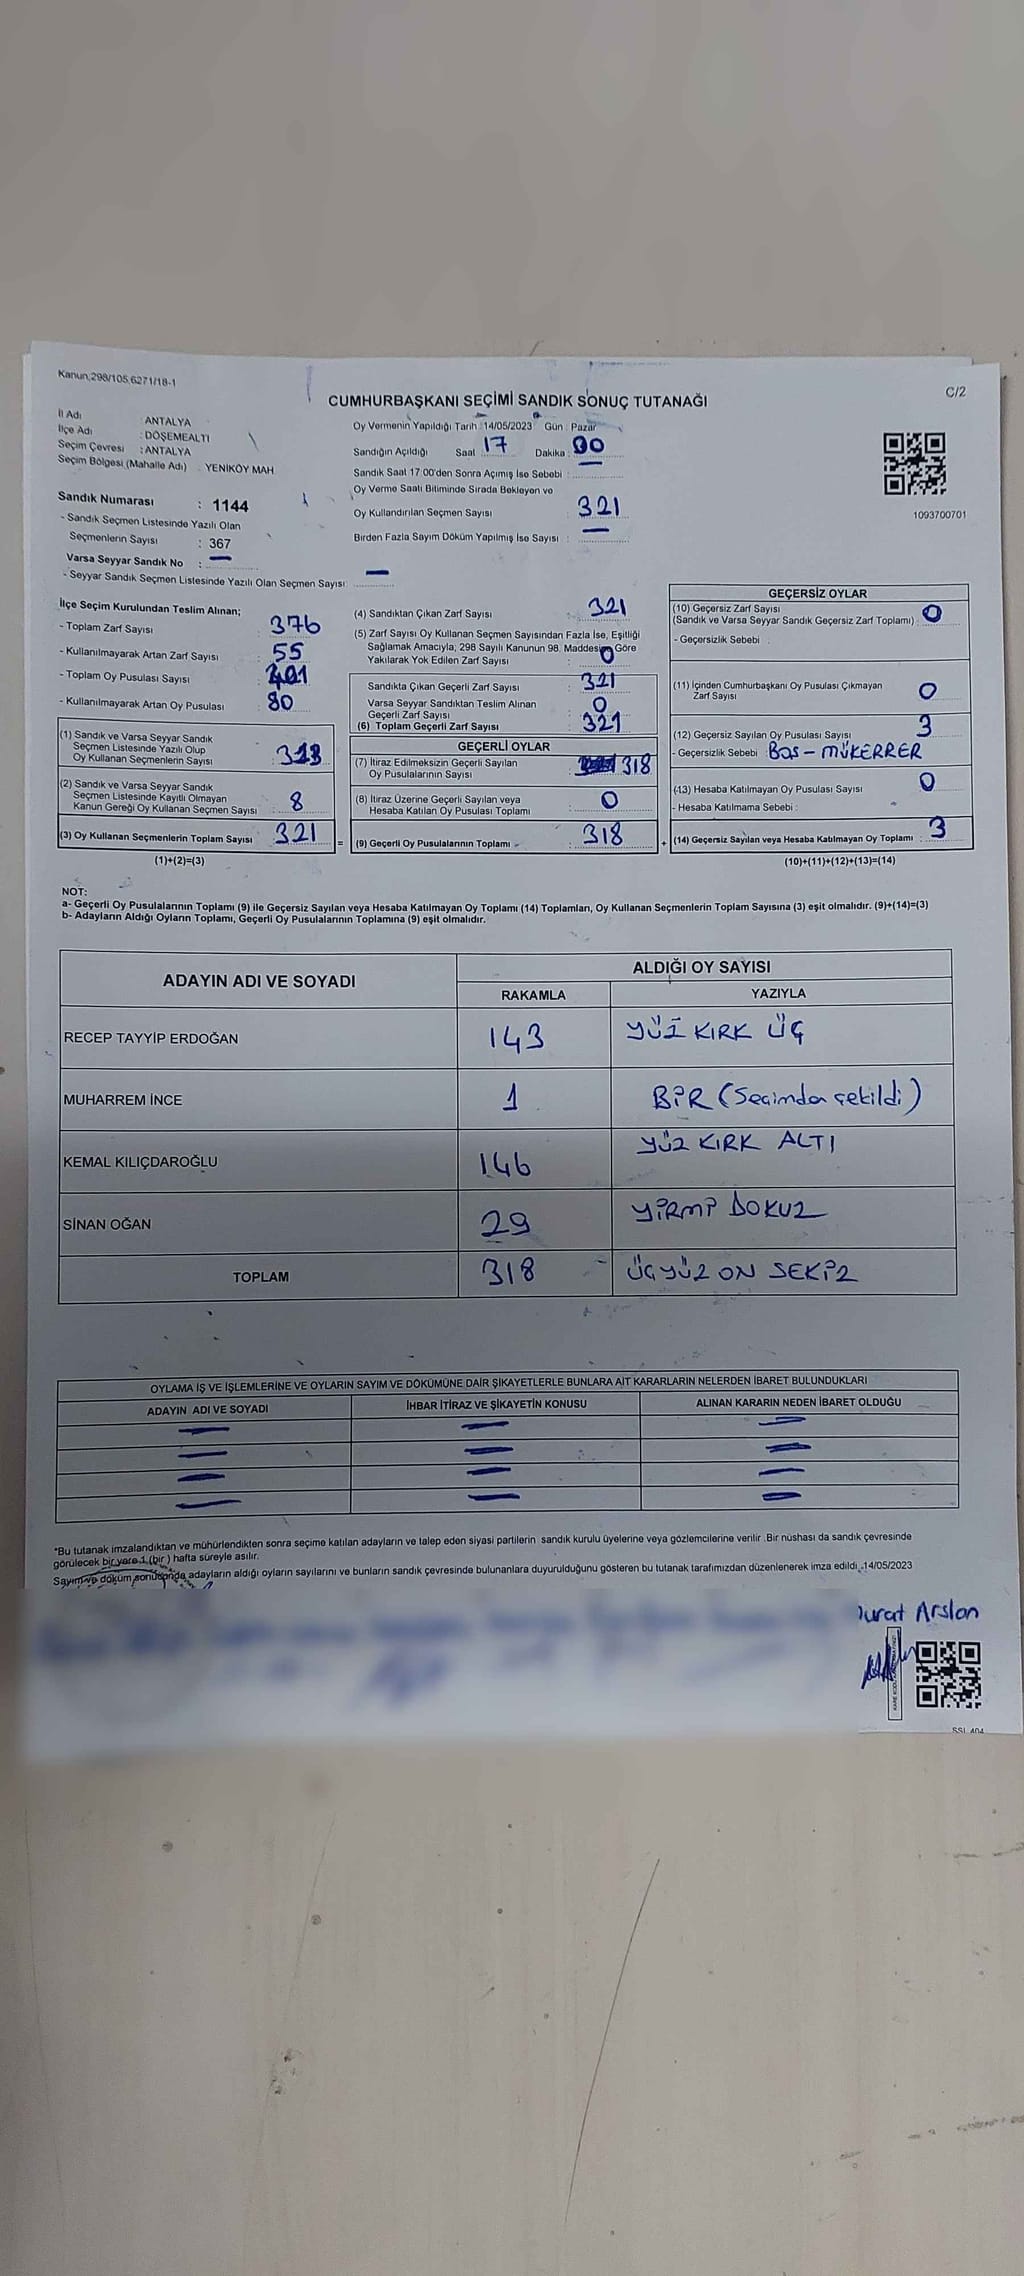 Kanun;298/105,6271/18-1
C/2
CUMHURBAŞKANI SEÇİMİ SANDIK SONUÇ TUTANAĞI
İl Adı : ANTALYA
İlçe Adı : DÖŞEMEALTI
Seçim Çevresi : ANTALYA
Seçim Bölgesi (Mahalle Adı) YENİKÖY MAH
Sandık Numarası : 1144
- Sandık Seçmen Listesinde Yazılı Olan
Seçmenlerin Sayısı : 367
Varsa Seyyar Sandık No : —
- Seyyar Sandık Seçmen Listesinde Yazılı Olan Seçmen Sayısı: —
Oy Vermenin Yapıldığı Tarih : 14/05/2023 Gün : Pazar
Sandığın Açıldığı Saat 17 Dakika : 00
Sandık Saat 17:00'den Sonra Açımış İse Sebebi : —
Oy Verme Saati Bitiminde Sırada Bekleyen ve
Oy Kullandırılan Seçmen Sayısı 321
Birden Fazla Sayım Döküm Yapılmış İse Sayısı : —
1093700701
İlçe Seçim Kurulundan Teslim Alınan;
- Toplam Zarf Sayısı : 376
- Kullanılmayarak Artan Zarf Sayısı : 55
- Toplam Oy Pusulası Sayısı : 401
- Kullanılmayarak Artan Oy Pusulası : 80
(1) Sandık ve Varsa Seyyar Sandık
Seçmen Listesinde Yazılı Olup
Oy Kullanan Seçmenlerin Sayısı : 313
(2) Sandık ve Varsa Seyyar Sandık
Seçmen Listesinde Kayıtlı Olmayan
Kanun Gereği Oy Kullanan Seçmen Sayısı : 8
(3) Oy Kullanan Seçmenlerin Toplam Sayısı : 321
(1)+(2)=(3)
=
(4) Sandıktan Çıkan Zarf Sayısı : 321
(5) Zarf Sayısı Oy Kullanan Seçmen Sayısından Fazla İse, Eşitliği
Sağlamak Amacıyla; 298 Sayılı Kanunun 98. Maddesine Göre
Yakılarak Yok Edilen Zarf Sayısı : 0
Sandıkta Çıkan Geçerli Zarf Sayısı : 321
Varsa Seyyar Sandıktan Teslim Alınan
Geçerli Zarf Sayısı : 0
(6) Toplam Geçerli Zarf Sayısı : 321
GEÇERLİ OYLAR
(7) İtiraz Edilmeksizin Geçerli Sayılan
Oy Pusulalarının Sayısı : 318
(8) İtiraz Üzerine Geçerli Sayılan veya
Hesaba Katılan Oy Pusulası Toplamı : 0
(9) Geçerli Oy Pusulalarının Toplamı : 318
+
GEÇERSİZ OYLAR
(10) Geçersiz Zarf Sayısı
(Sandık ve Varsa Seyyar Sandık Geçersiz Zarf Toplamı) : 0
- Geçersizlik Sebebi :
(11) İçinden Cumhurbaşkanı Oy Pusulası Çıkmayan
Zarf Sayısı : 0
(12) Geçersiz Sayılan Oy Pusulası Sayısı : 3
- Geçersizlik Sebebi : BOŞ - MÜKERRER
(13) Hesaba Katılmayan Oy Pusulası Sayısı : 0
- Hesaba Katılmama Sebebi :
(14) Geçersiz Sayılan veya Hesaba Katılmayan Oy Toplamı : 3
(10)+(11)+(12)+(13)=(14)
NOT:
a- Geçerli Oy Pusulalarının Toplamı (9) ile Geçersiz Sayılan veya Hesaba Katılmayan Oy Toplamı (14) Toplamları, Oy Kullanan Seçmenlerin Toplam Sayısına (3) eşit olmalıdır. (9)+(14)=(3)
b- Adayların Aldığı Oyların Toplamı, Geçerli Oy Pusulalarının Toplamına (9) eşit olmalıdır.
ADAYIN ADI VE SOYADI ALDIĞI OY SAYISI
RAKAMLA YAZIYLA
RECEP TAYYİP ERDOĞAN 143 YÜZ KIRK ÜÇ
MUHARREM İNCE 1 BİR (Seçimden çekildi)
KEMAL KILIÇDAROĞLU 146 YÜZ KIRK ALTI
SİNAN OĞAN 29 YİRMİ DOKUZ
TOPLAM 318 ÜÇYÜZ ON SEKİZ
OYLAMA İŞ VE İŞLEMLERİNE VE OYLARIN SAYIM VE DÖKÜMÜNE DAİR ŞİKAYETLERLE BUNLARA AİT KARARLARIN NELERDEN İBARET BULUNDUKLARI
ADAYIN ADI VE SOYADI İHBAR İTİRAZ VE ŞİKAYETİN KONUSU ALINAN KARARIN NEDEN İBARET OLDUĞU
— — —
— — —
— — —
— — —
*Bu tutanak imzalandıktan ve mühürlendikten sonra seçime katılan adayların ve talep eden siyasi partilerin sandık kurulu üyelerine veya gözlemcilerine verilir .Bir nüshası da sandık çevresinde
görülecek bir yere 1 (bir) hafta süreyle asılır.
Sayım ve döküm sonucunda adayların aldığı oyların sayılarını ve bunların sandık çevresinde bulunanlara duyurulduğunu gösteren bu tutanak tarafımızdan düzenlenerek imza edildi. 14/05/2023
Arslan